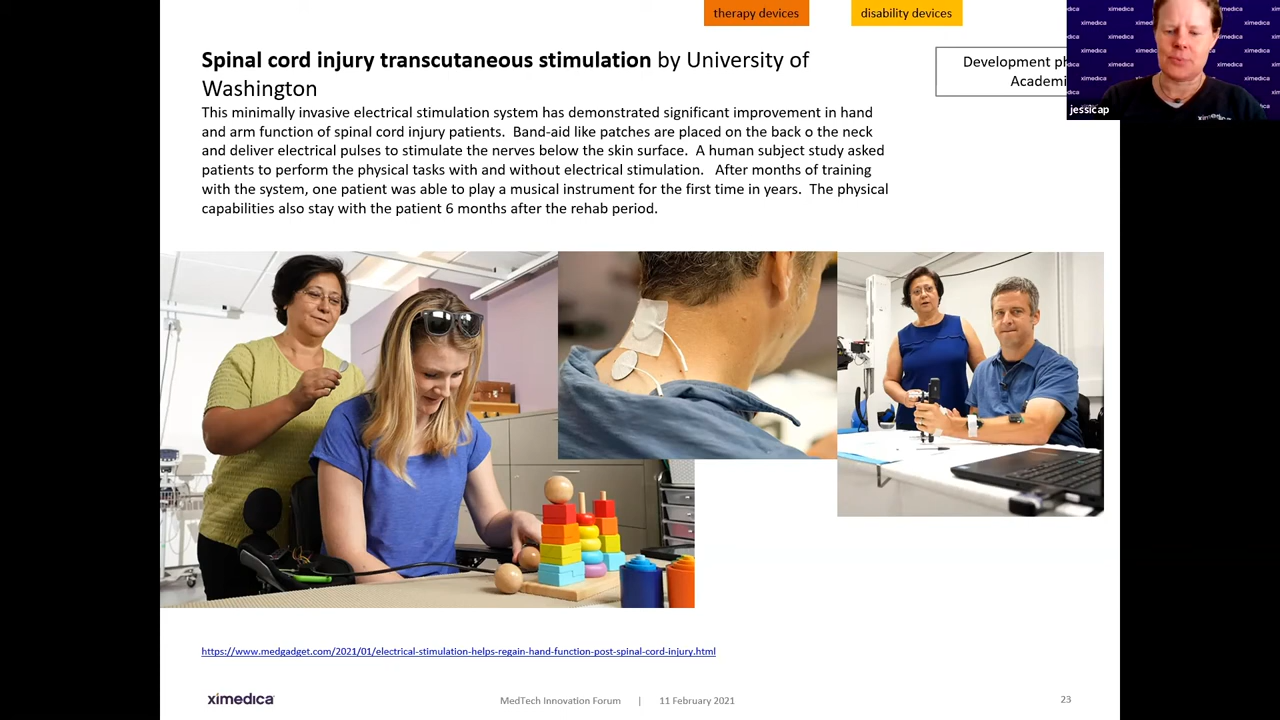 therapy devices
disability devices
Spinal cord injury transcutaneous stimulation by University of
Washington
Development
Academi
This minimally invasive electrical stimulation system has demonstrated significant improvement in hand
and arm function of spinal cord injury patients.  Band-aid like patches are placed on the back o the neck
and deliver electrical pulses to stimulate the nerves below the skin surface.  A human subject study asked
patients to perform the physical tasks with and without electrical stimulation.   After months of training
with the system, one patient was able to play a musical instrument for the first time in years.  The physical
capabilities also stay with the patient 6 months after the rehab period.
jessicap
https://www.medgadget.com/2021/01/electrical-stimulation-helps-regain-hand-function-post-spinal-cord-injury.html
ximedica
MedTech Innovation Forum | 11 February 2021
23